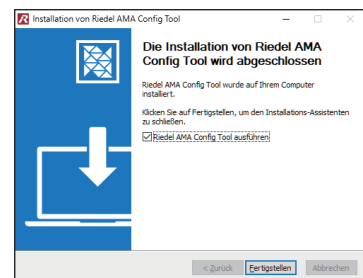 Installation von Riedel AMA Config Tool
Die Installation von Riedel AMA
Config Tool wird abgeschlossen
Riedel AMA Config Tool wurde auf Ihrem Computer
installiert.
Klicken Sie auf Fertigstellen, um den Installations-Assistenten
zu schließen.
Riedel AMA Config Tool ausführen
< Zurück
Fertigstellen
Abbrechen